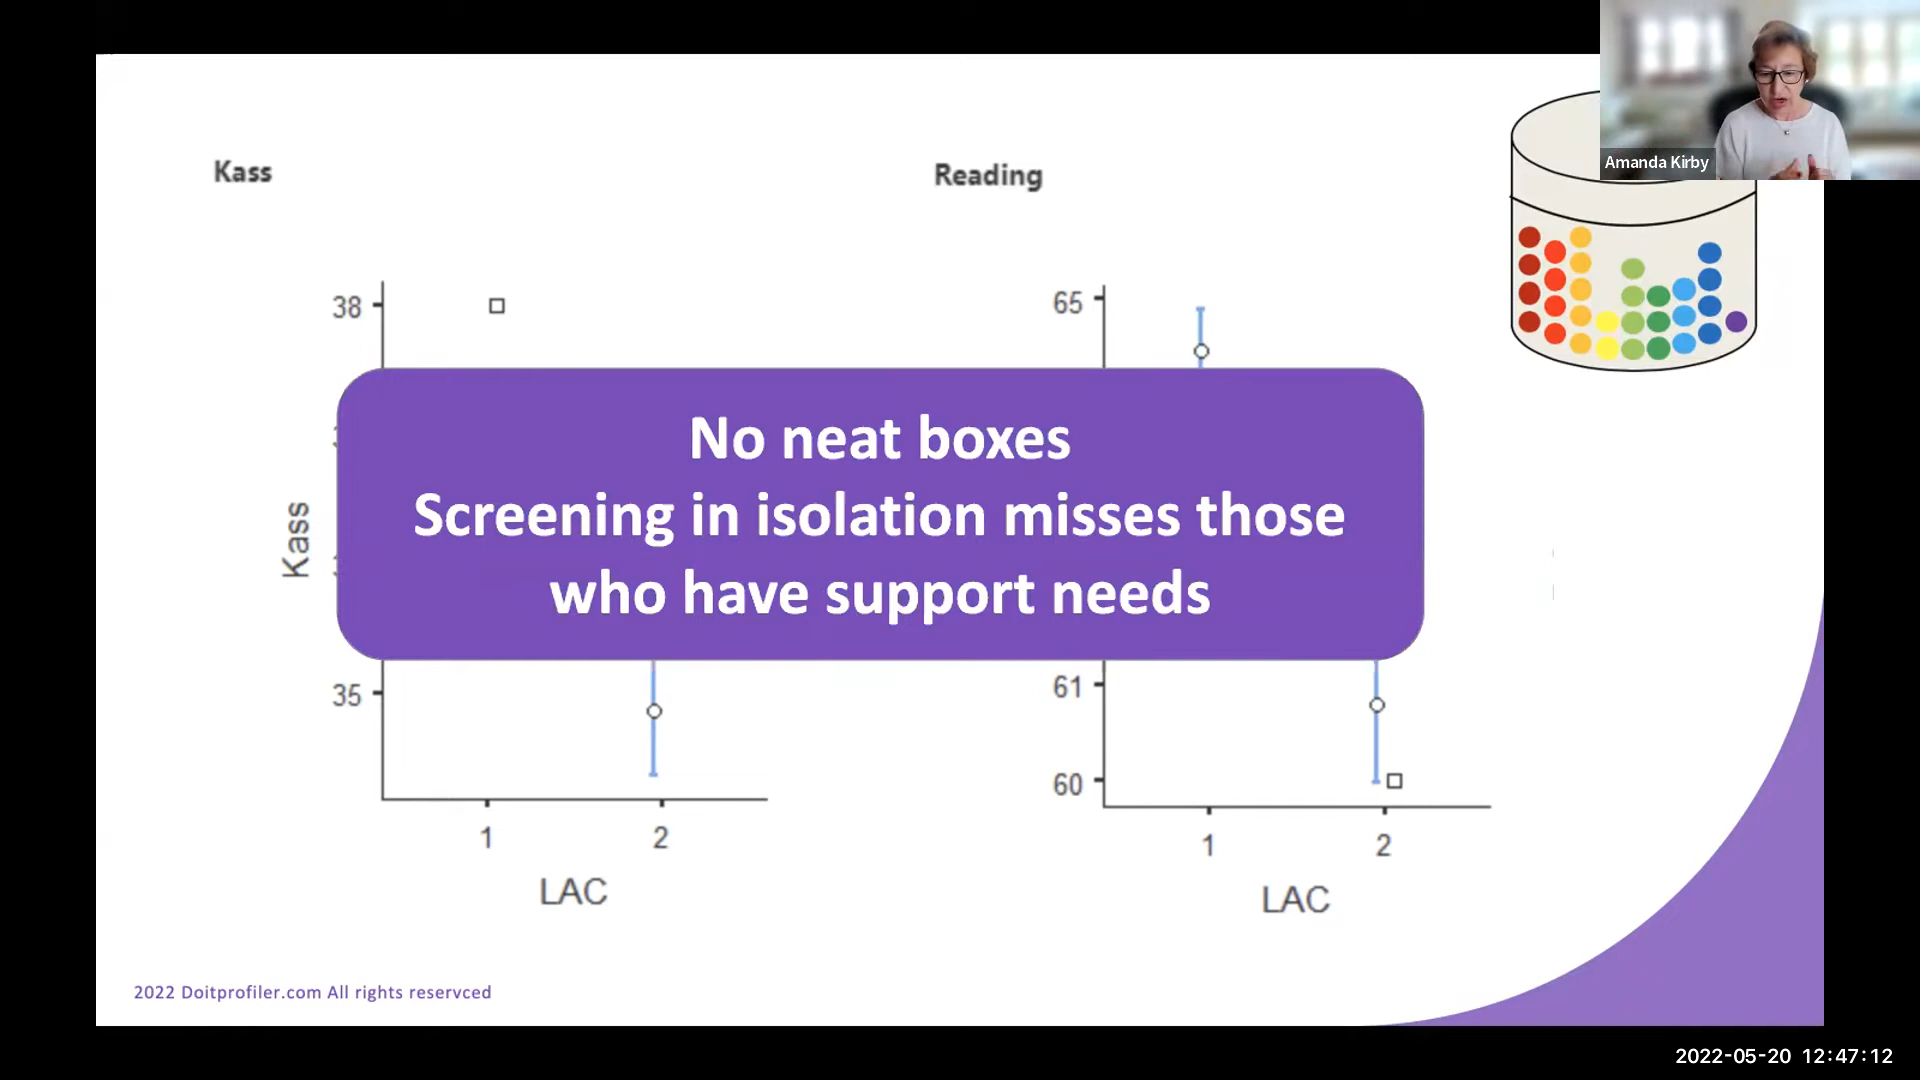 Amanda Kirby
Kass
Reading
38
65
No neat boxes
Screening in isolation misses those
who have support needs
Kass
35
61
60
1
2
1
2
LAC
LAC
2022 Doitprofiler.com All rights reservced
2022-05-20 12:47:12